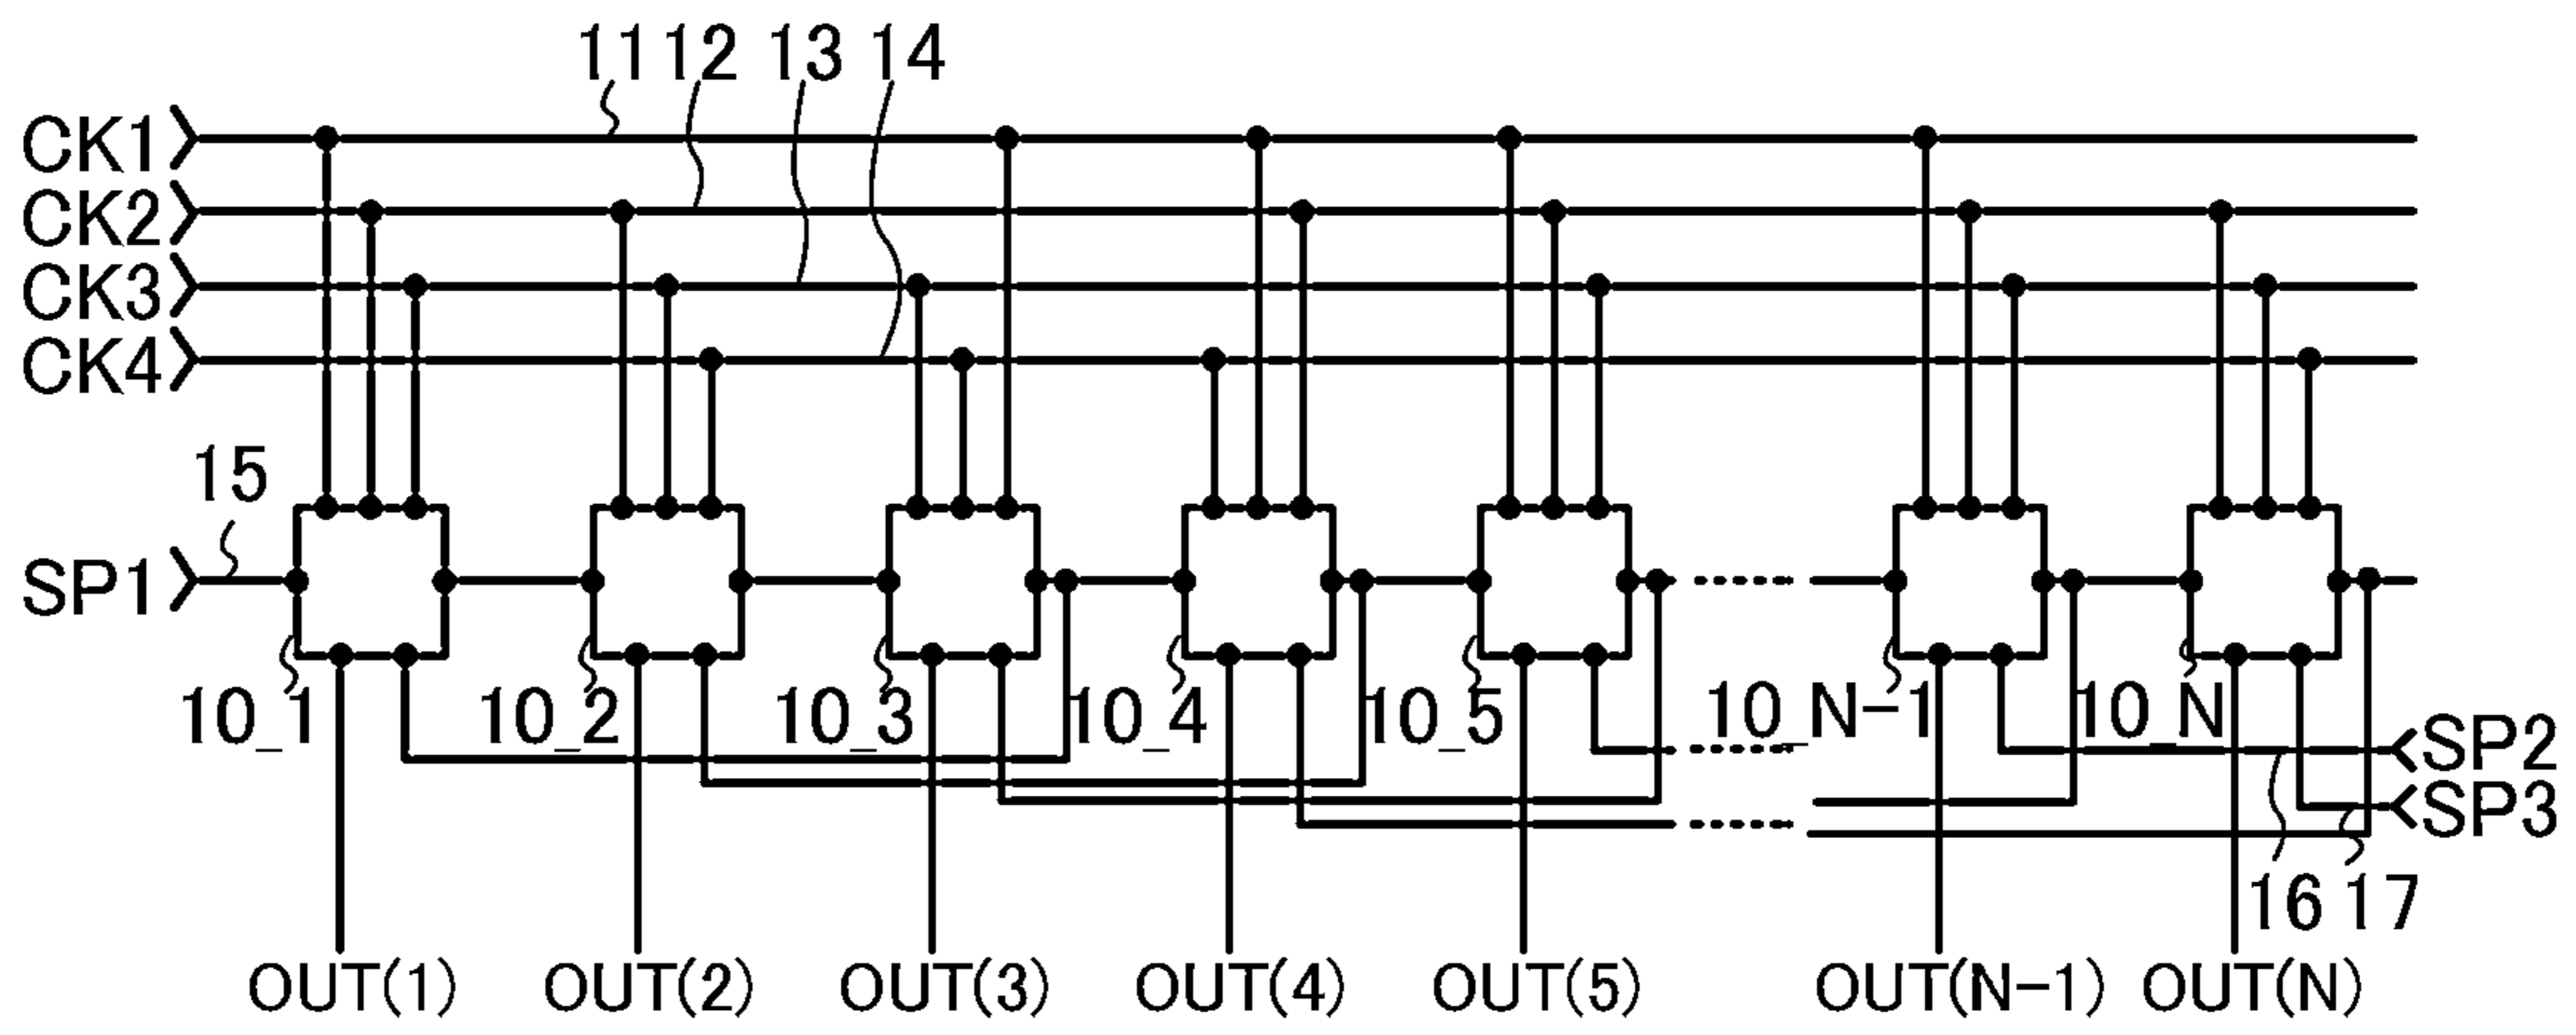 11 12 13 14
CK1
CK2
CK3
CK4
15
SP1
10_1 10_2 10_3 10_4 10_5 10_N-1 10_N
SP2
SP3
16 17
OUT(1) OUT(2) OUT(3) OUT(4) OUT(5) OUT(N-1) OUT(N)